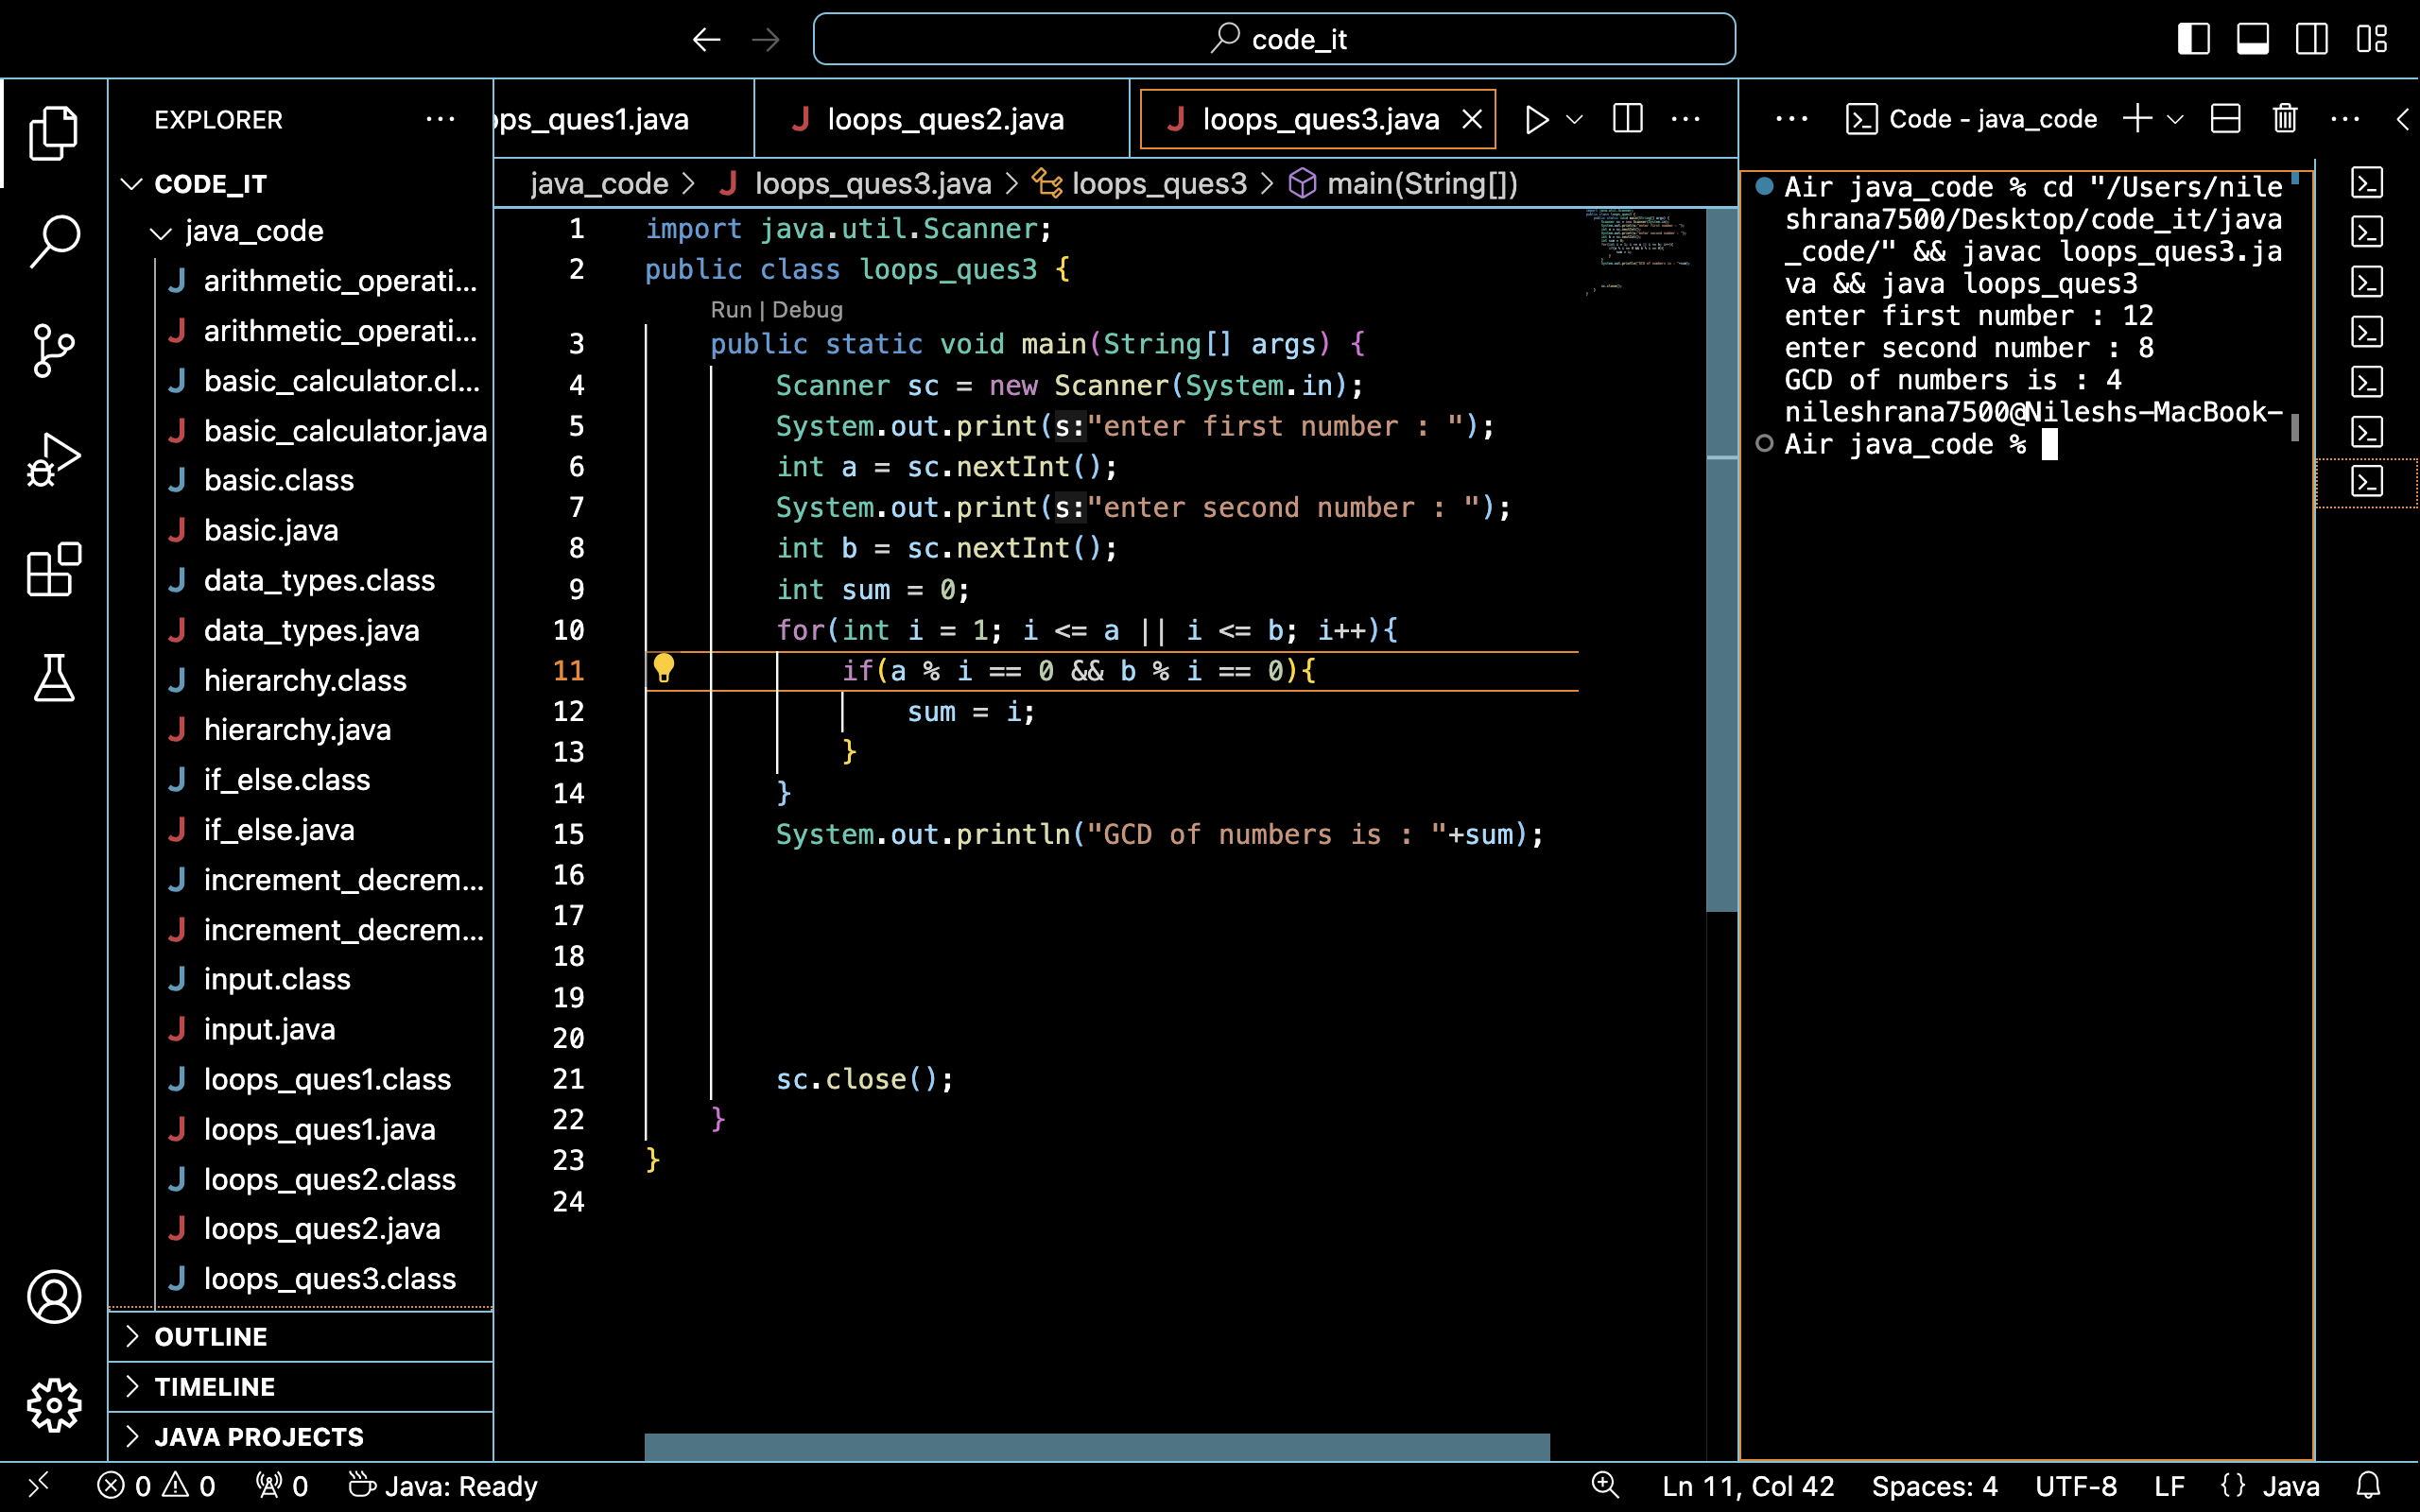 code_it
EXPLORER
CODE_IT
java_code
arithmetic_operati...
arithmetic_operati...
basic_calculator.cl...
basic_calculator.java
basic.class
basic.java
data_types.class
data_types.java
hierarchy.class
hierarchy.java
if_else.class
if_else.java
increment_decrem...
increment_decrem...
input.class
input.java
loops_ques1.class
loops_ques1.java
loops_ques2.class
loops_ques2.java
loops_ques3.class
OUTLINE
TIMELINE
JAVA PROJECTS
ops_ques1.java
loops_ques2.java
loops_ques3.java
java_code > loops_ques3.java > loops_ques3 > main(String[])
1 import java.util.Scanner;
2 public class loops_ques3 {
Run | Debug
3 public static void main(String[] args) {
4 Scanner sc = new Scanner(System.in);
5 System.out.print(s:"enter first number : ");
6 int a = sc.nextInt();
7 System.out.print(s:"enter second number : ");
8 int b = sc.nextInt();
9 int sum = 0;
10 for(int i = 1; i <= a || i <= b; i++){
11 if(a % i == 0 && b % i == 0){
12 sum = i;
13 }
14 }
15 System.out.println("GCD of numbers is : "+sum);
16
17
18
19
20
21 sc.close();
22 }
23 }
24
Code - java_code
Air java_code % cd "/Users/nile
shrana7500/Desktop/code_it/java
_code/" && javac loops_ques3.ja
va && java loops_ques3
enter first number : 12
enter second number : 8
GCD of numbers is : 4
nileshrana7500@Nileshs-MacBook-
Air java_code %
0 0 0 Java: Ready
Ln 11, Col 42 Spaces: 4 UTF-8 LF {} Java